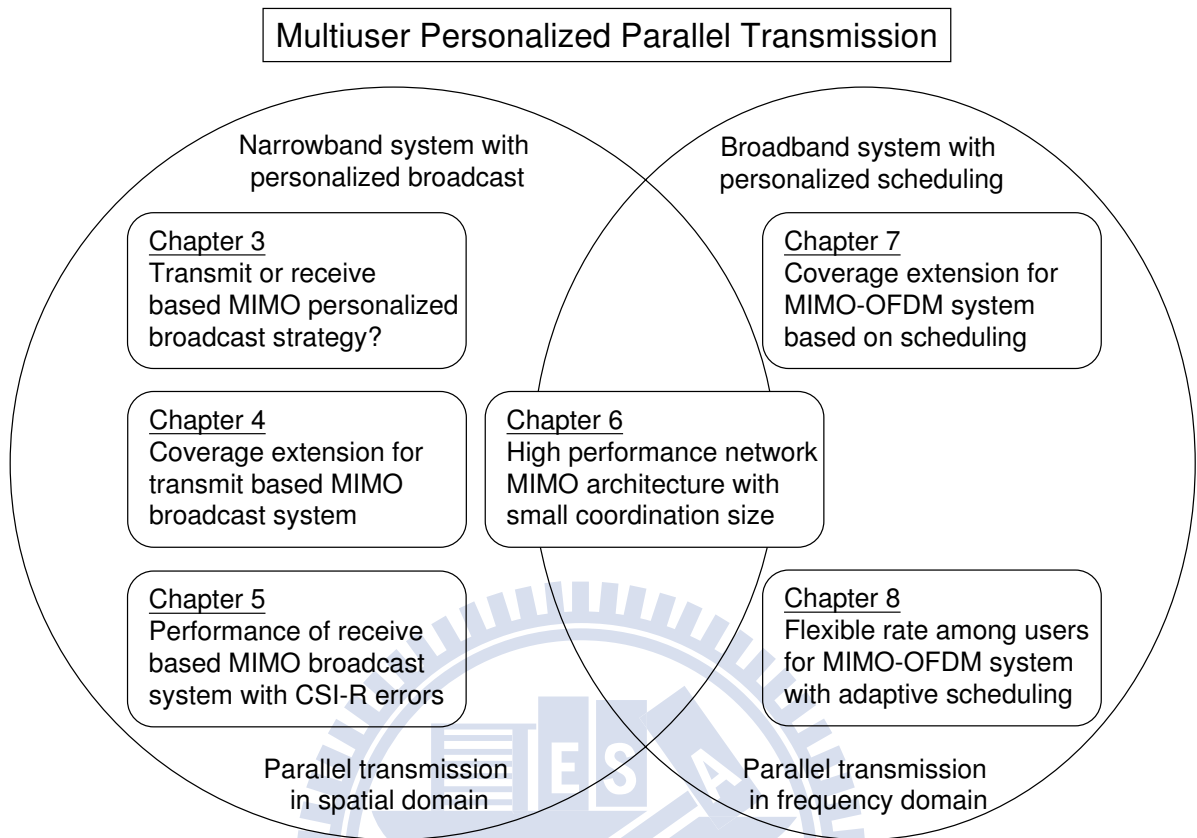 Multiuser Personalized Parallel Transmission
Narrowband system with
personalized broadcast
Broadband system with
personalized scheduling
Chapter 3
Transmit or receive
based MIMO personalized
broadcast strategy?
Chapter 7
Coverage extension for
MIMO-OFDM system
based on scheduling
Chapter 4
Coverage extension for
transmit based MIMO
broadcast system
Chapter 6
High performance network
MIMO architecture with
small coordination size
Chapter 5
Performance of receive
based MIMO broadcast
system with CSI-R errors
Chapter 8
Flexible rate among users
for MIMO-OFDM system
with adaptive scheduling
Parallel transmission
in spatial domain
Parallel transmission
in frequency domain
E S A